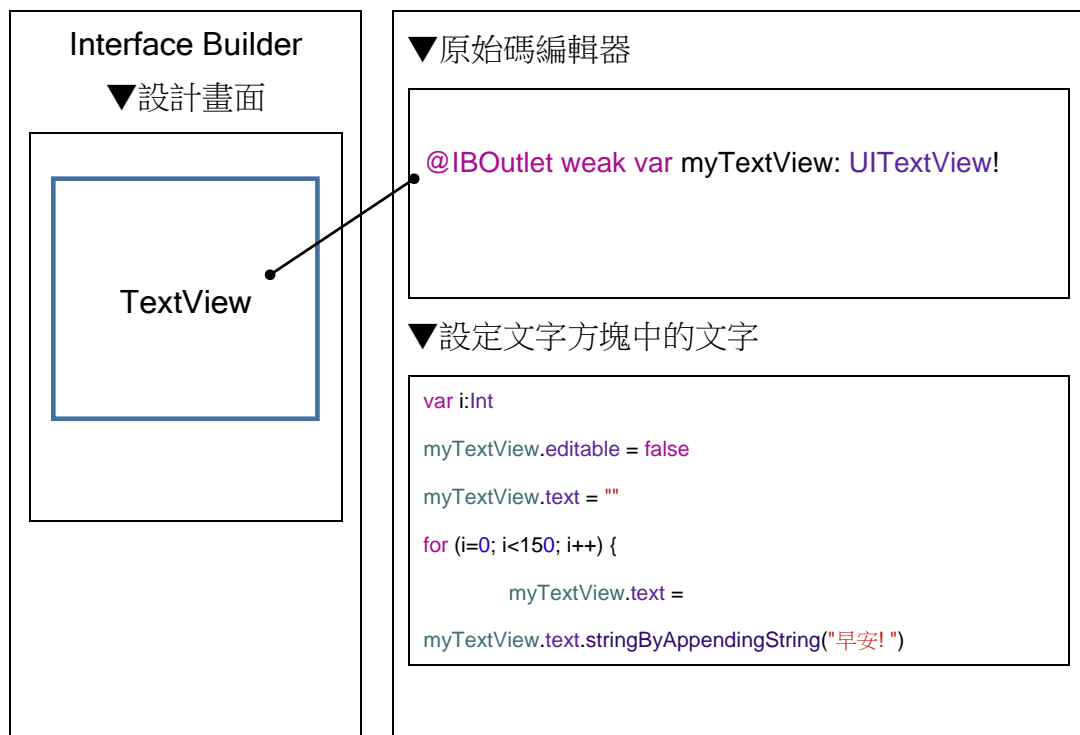 Interface Builder
▼設計畫面
TextView
▼原始碼編輯器
@IBOutlet weak var myTextView: UITextView!
▼設定文字方塊中的文字
var i:Int
myTextView.editable = false
myTextView.text = ""
for (i=0; i<150; i++) {
myTextView.text =
myTextView.text.stringByAppendingString("早安! ")